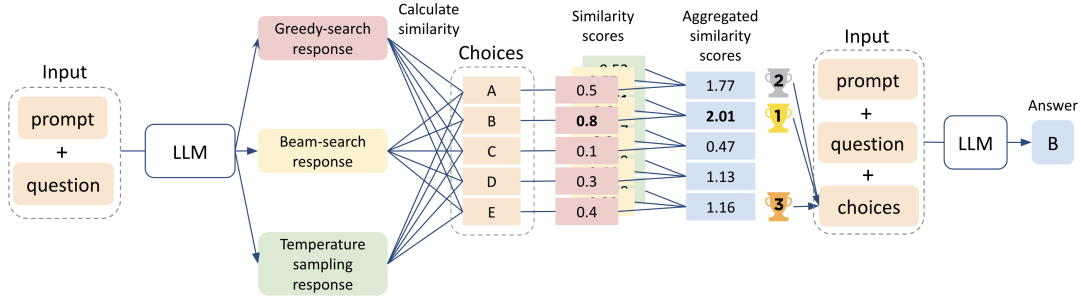 Input
prompt
+
question
LLM
Greedy-search
response
Beam-search
response
Temperature
sampling
response
Calculate
similarity
Choices
A
B
C
D
E
Similarity
scores
0.5
0.8
0.1
0.3
0.4
Aggregated
similarity
scores
1.77
2.01
0.47
1.13
1.16
2
1
3
Input
prompt
+
question
+
choices
LLM
Answer
B